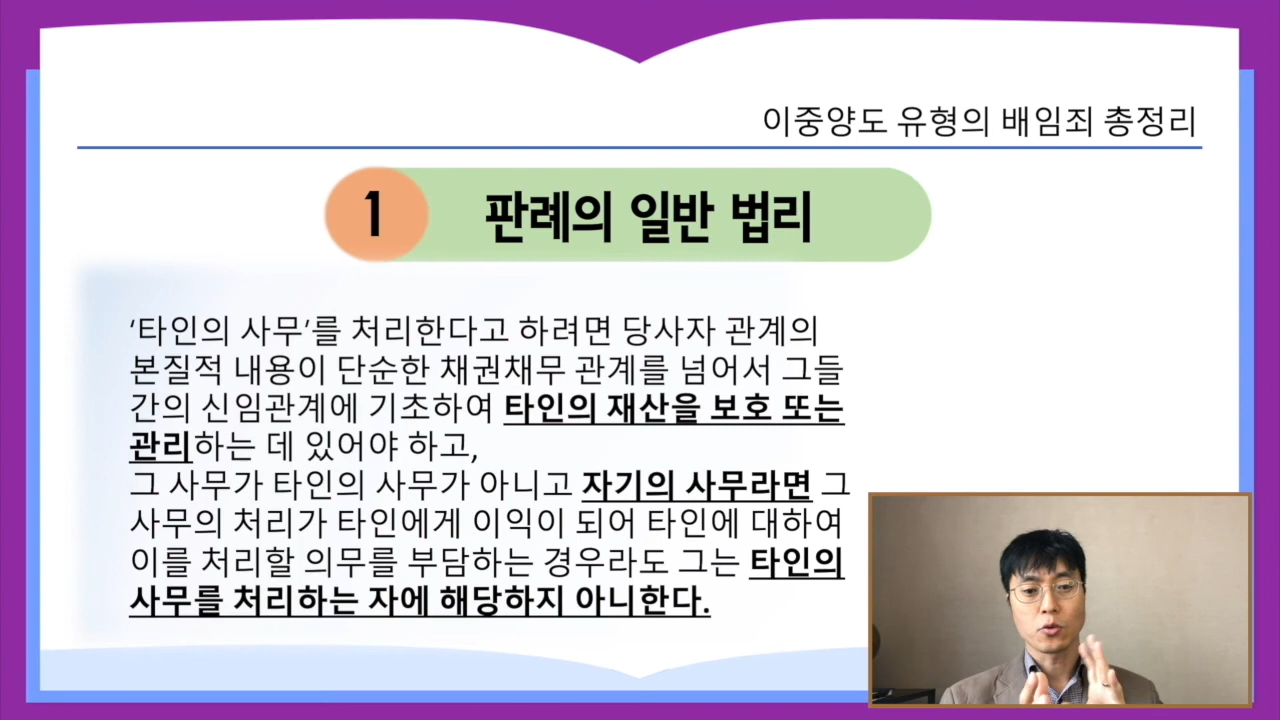 이중양도 유형의 배임죄 총정리
1 판례의 일반 법리
‘타인의 사무’를 처리한다고 하려면 당사자 관계의
본질적 내용이 단순한 채권채무 관계를 넘어서 그들
간의 신임관계에 기초하여 타인의 재산을 보호 또는
관리하는 데 있어야 하고,
그 사무가 타인의 사무가 아니고 자기의 사무라면 그
사무의 처리가 타인에게 이익이 되어 타인에 대하여
이를 처리할 의무를 부담하는 경우라도 그는 타인의
사무를 처리하는 자에 해당하지 아니한다.